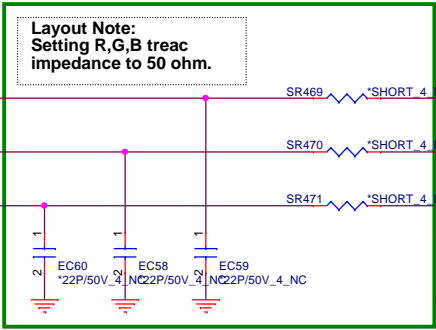 Layout Note:
Setting R,G,B treac
impedance to 50 ohm.
SR469 *SHORT_4_
SR470 *SHORT_4_
SR471 *SHORT_4_
1 1 1
2 2 2
EC60 EC58 EC59
*22P/50V_4_NC *22P/50V_4_NC *22P/50V_4_NC